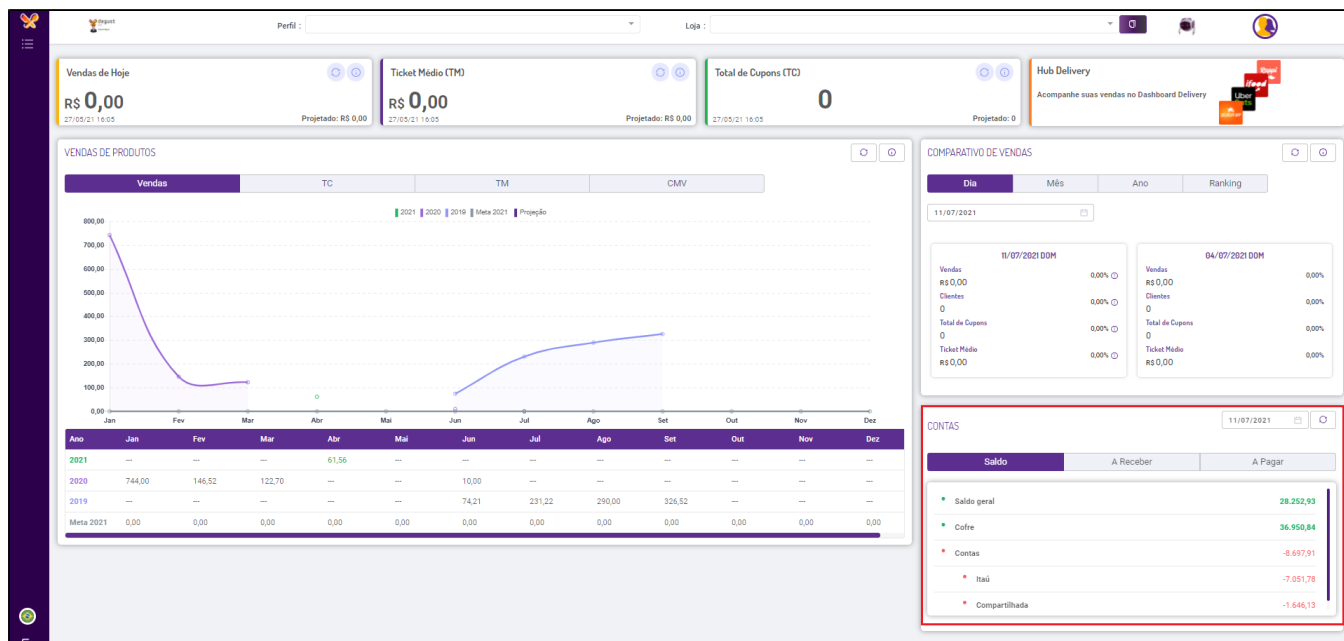 degust
Perfil :
Loja :
Vendas de Hoje
R$ 0,00
27/05/21 16:05
Projetado: R$ 0,00
Ticket Médio (TM)
R$ 0,00
27/05/21 16:05
Projetado: R$ 0,00
Total de Cupons (TC)
0
27/05/21 16:05
Projetado: 0
Hub Delivery
Acompanhe suas vendas no Dashboard Delivery
Rappi
ifood
Uber
Eats
VENDAS DE PRODUTOS
Vendas TC TM CMV
2021 2020 2019 Meta 2021 Projeção
800,00
700,00
600,00
500,00
400,00
300,00
200,00
100,00
0,00
Jan Fev Mar Abr Mai Jun Jul Ago Set Out Nov Dez
Ano Jan Fev Mar Abr Mai Jun Jul Ago Set Out Nov Dez
2021 --- --- --- 61,56 --- --- --- --- --- --- --- ---
2020 744,00 146,52 122,70 --- --- 10,00 --- --- --- --- --- ---
2019 --- --- --- --- --- 74,21 231,22 290,00 326,52 --- --- ---
Meta 2021 0,00 0,00 0,00 0,00 0,00 0,00 0,00 0,00 0,00 0,00 0,00 0,00
COMPARATIVO DE VENDAS
Dia Mês Ano Ranking
11/07/2021
11/07/2021 DOM
Vendas
R$ 0,00 0,00%
Clientes
0 0,00%
Total de Cupons
0 0,00%
Ticket Médio
R$ 0,00 0,00%
04/07/2021 DOM
Vendas
R$ 0,00 0,00%
Clientes
0 0,00%
Total de Cupons
0 0,00%
Ticket Médio
R$ 0,00 0,00%
CONTAS
11/07/2021
Saldo A Receber A Pagar
Saldo geral 28.252,93
Cofre 36.950,84
Contas -8.697,91
Itaú -7.051,78
Compartilhada -1.646,13